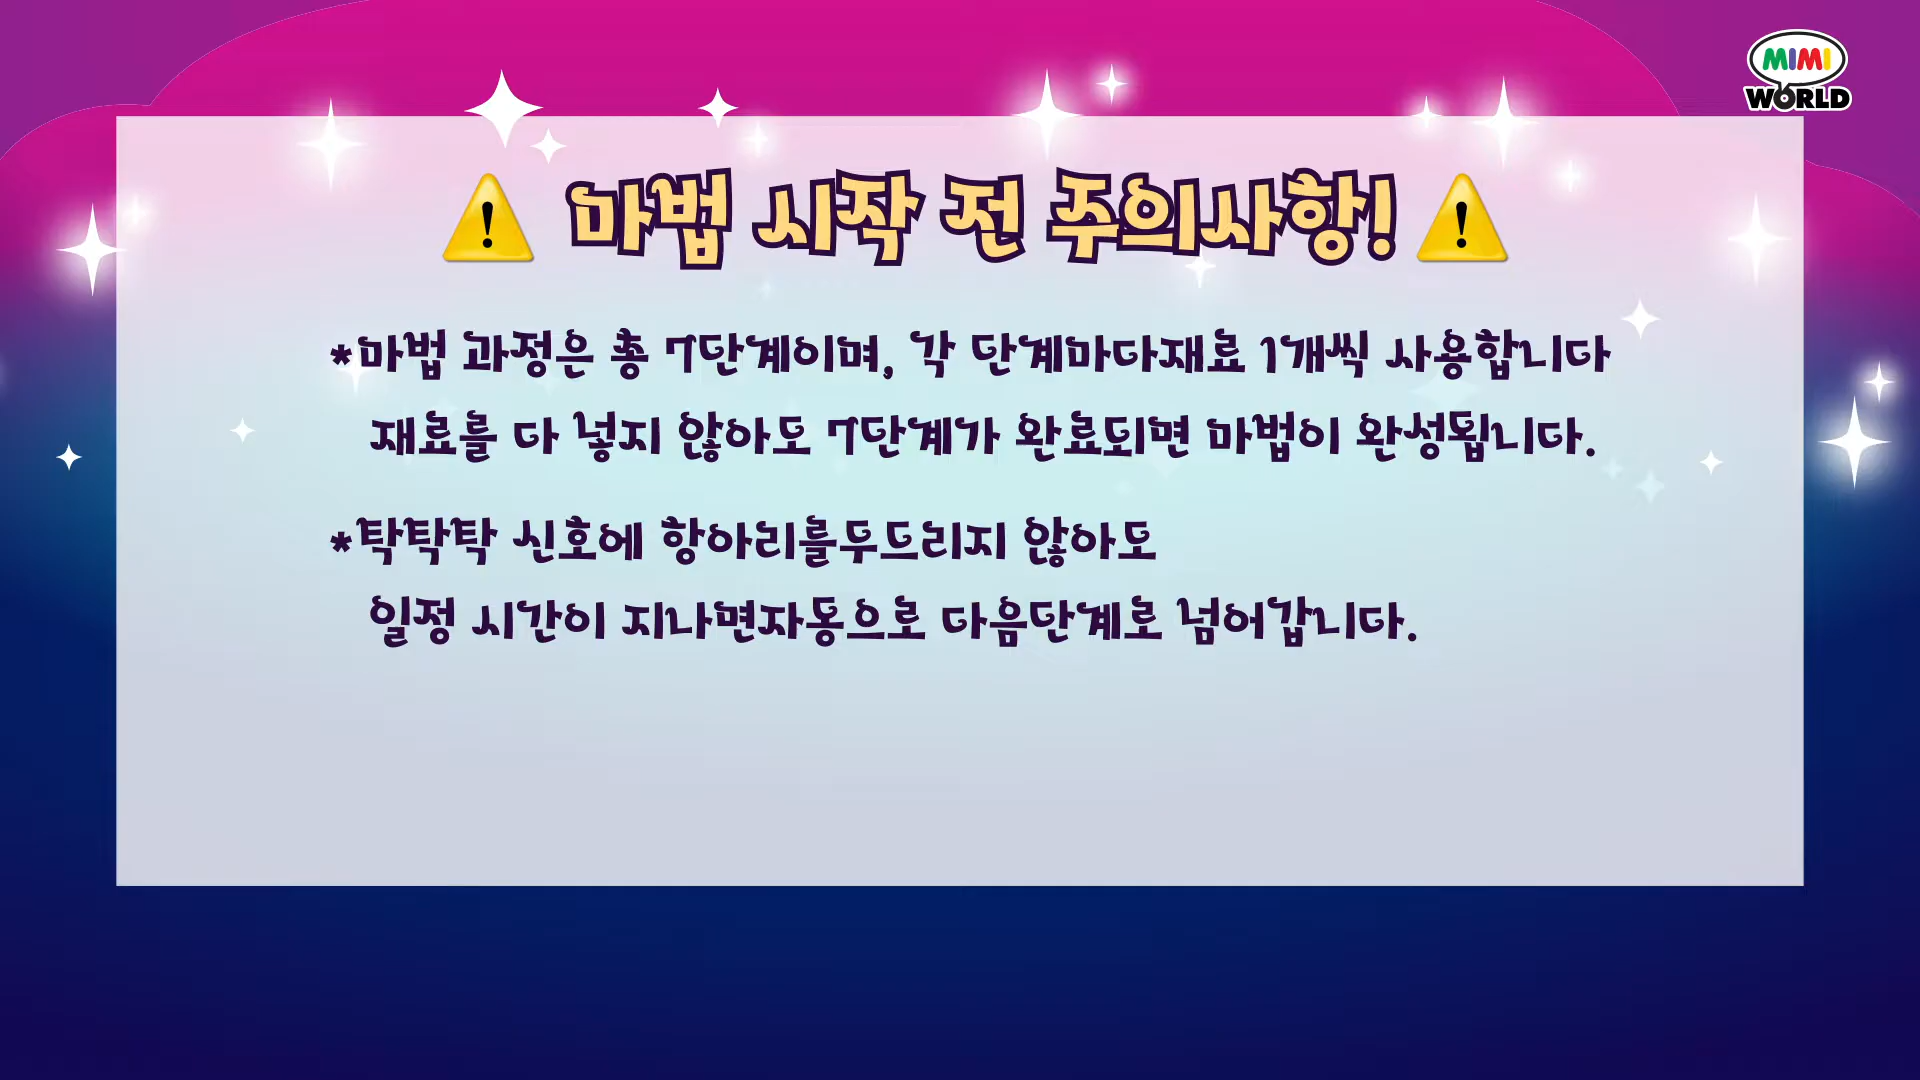 MIMI
WORLD
⚠ 마법 시작 전 주의사항! ⚠
*마법 과정은 총 7단계이며, 각 단계마다재료 1개씩 사용합니다
재료를 다 넣지 않아도 7단계가 완료되면 마법이 완성됩니다.
*탁탁탁 신호에 항아리를두드리지 않아도
일정 시간이 지나면자동으로 다음단계로 넘어갑니다.